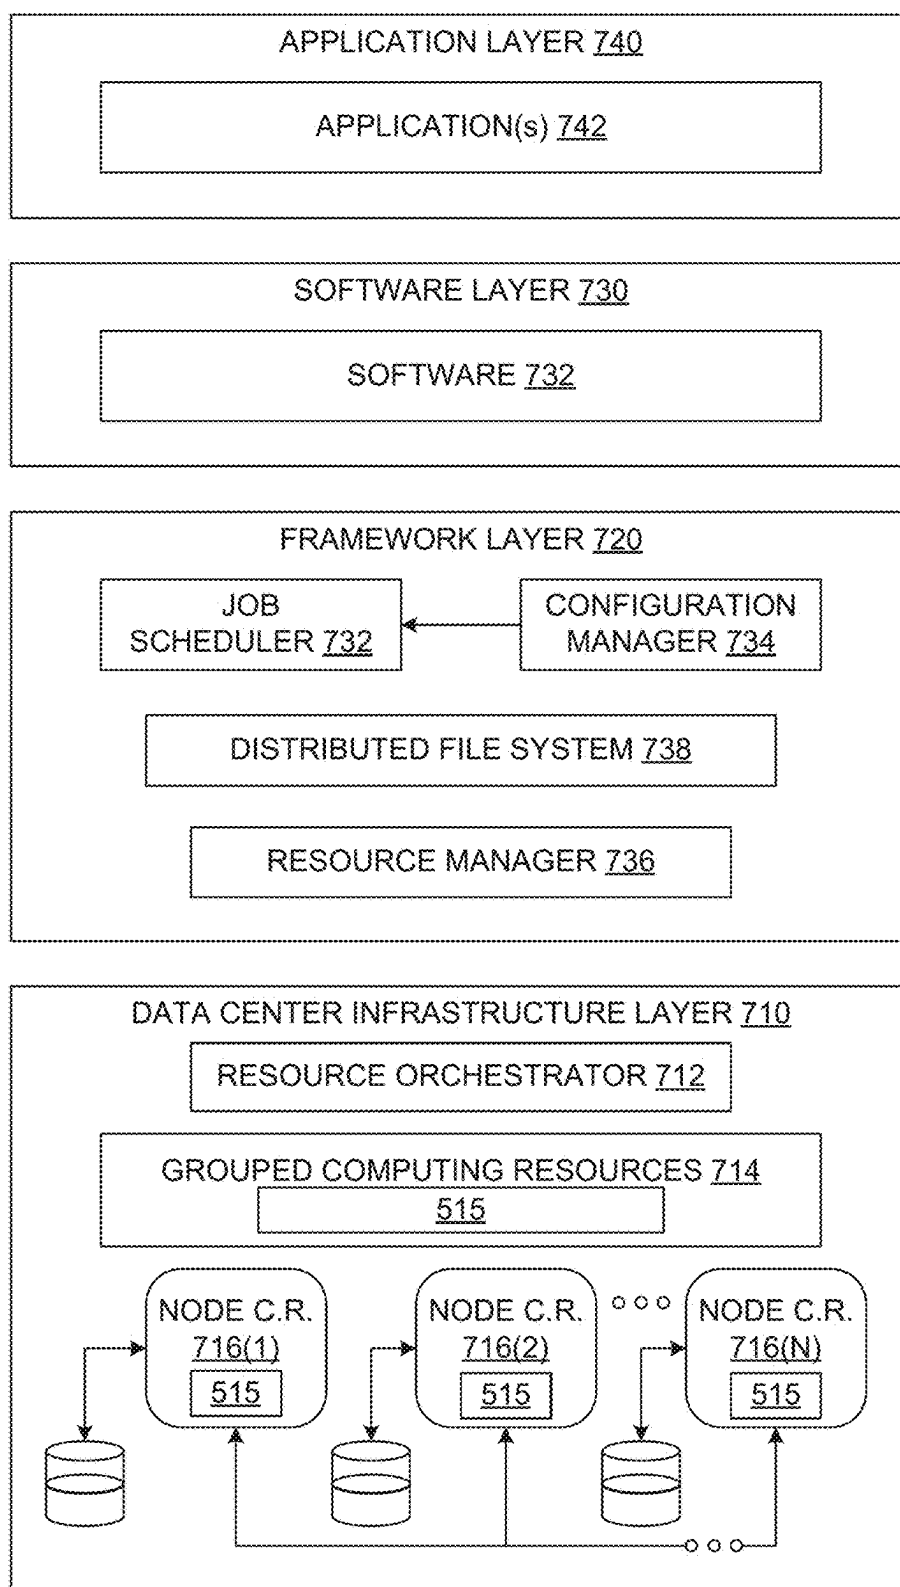 APPLICATION LAYER 740
APPLICATION(s) 742
SOFTWARE LAYER 730
SOFTWARE 732
FRAMEWORK LAYER 720
JOB
SCHEDULER 732
CONFIGURATION
MANAGER 734
DISTRIBUTED FILE SYSTEM 738
RESOURCE MANAGER 736
DATA CENTER INFRASTRUCTURE LAYER 710
RESOURCE ORCHESTRATOR 712
GROUPED COMPUTING RESOURCES 714
515
NODE C.R.
716(1)
515
NODE C.R.
716(2)
515
NODE C.R.
716(N)
515